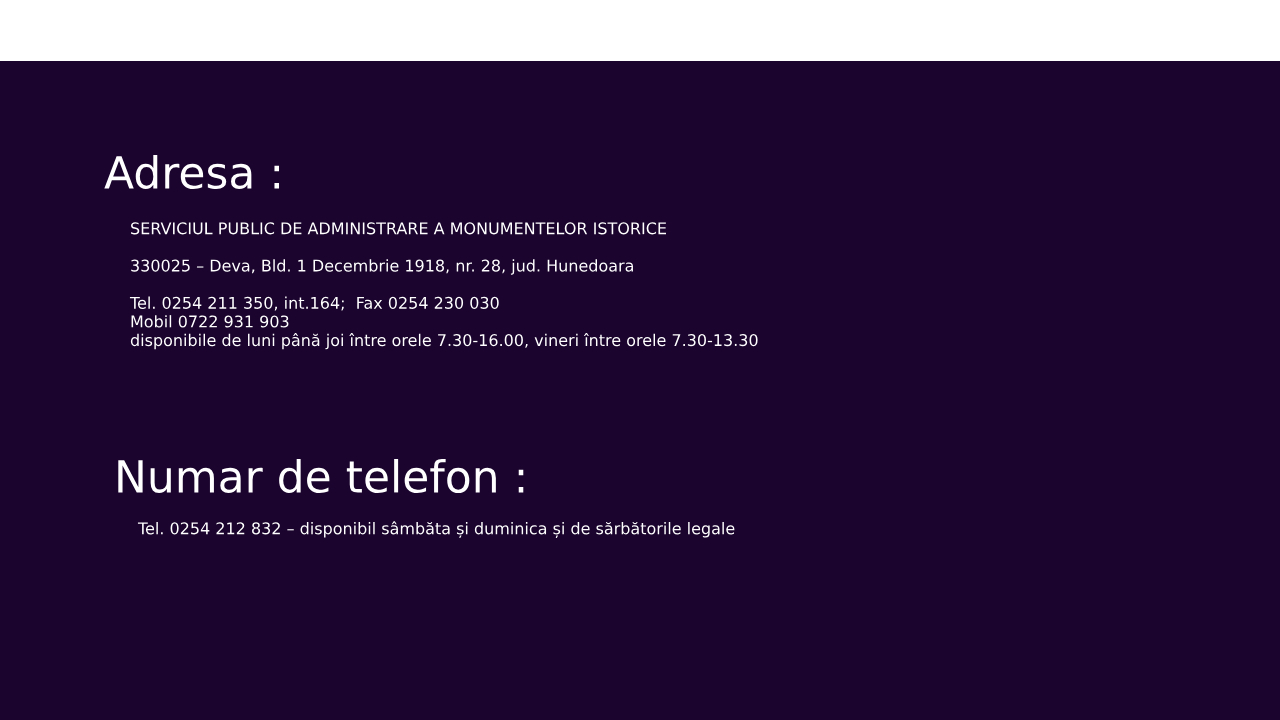 Adresa :
SERVICIUL PUBLIC DE ADMINISTRARE A MONUMENTELOR ISTORICE
330025 – Deva, Bld. 1 Decembrie 1918, nr. 28, jud. Hunedoara
Tel. 0254 211 350, int.164;  Fax 0254 230 030
Mobil 0722 931 903
disponibile de luni până joi între orele 7.30-16.00, vineri între orele 7.30-13.30
Numar de telefon :
Tel. 0254 212 832 – disponibil sâmbăta și duminica și de sărbătorile legale